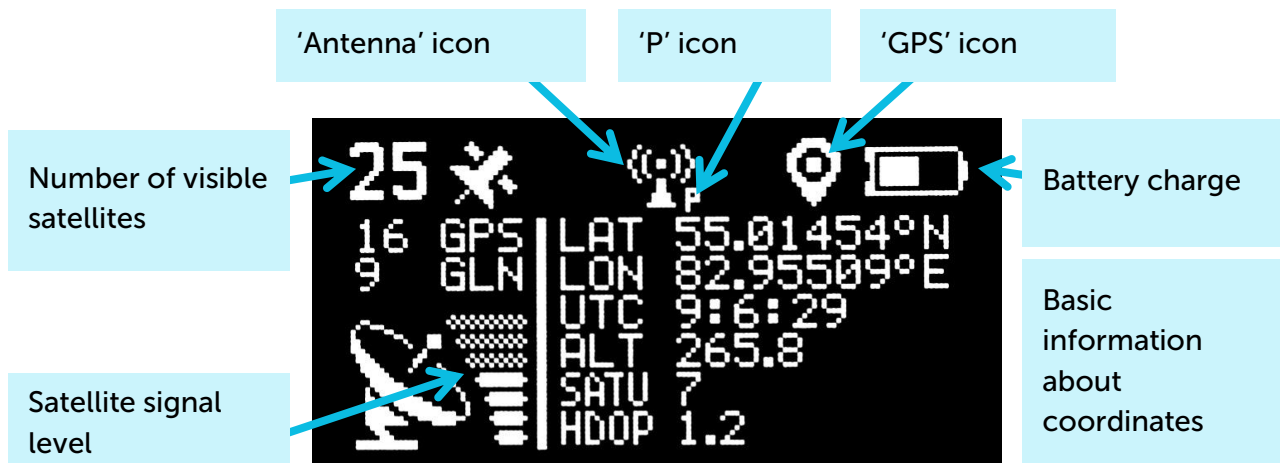 ‘Antenna’ icon
‘P’ icon
‘GPS’ icon
Number of visible
satellites
Battery charge
Basic
information
about
coordinates
Satellite signal
level
25
P
16 GPS
9 GLN
LAT 55.01454°N
LON 82.95509°E
UTC 9:6:29
ALT 265.8
SATU 7
HDOP 1.2